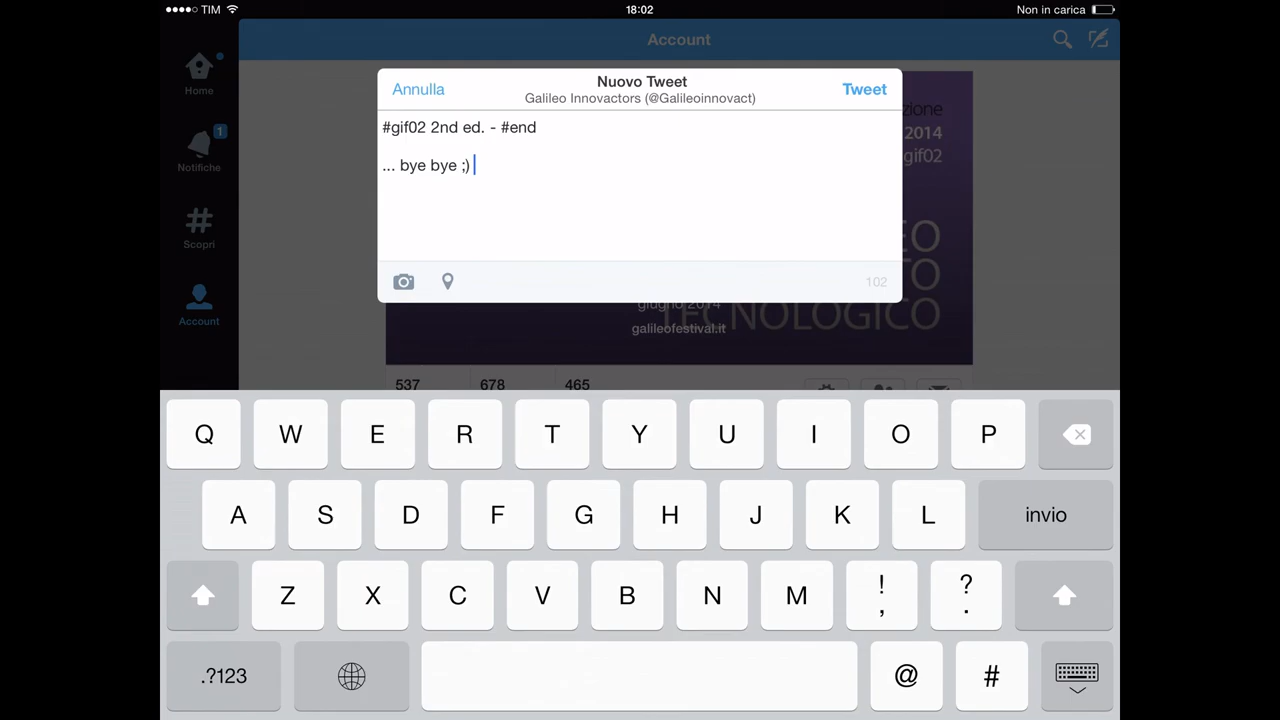 TIM 18:02 Non in carica
Account
Home
1
Notifiche
Scopri
Account
Nuovo Tweet
Annulla Tweet
Galileo Innovactors (@Galileoinnovact)
#gif02 2nd ed. - #end
... bye bye ;)
102
2014
gif02
giugno 2014
TECNOLOGICO
galileofestival.it
537 678 465
Q W E R T Y U I O P
A S D F G H J K L invio
Z X C V B N M ! , ? .
.?123 @ #